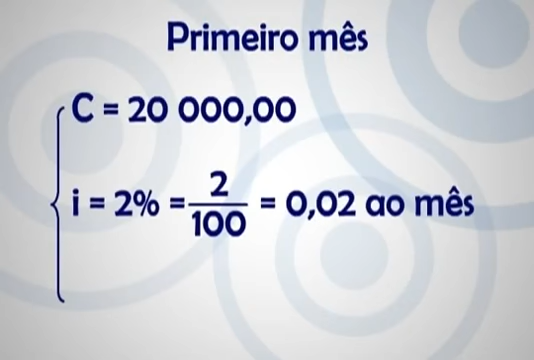 Primeiro mês
C = 20 000,00
i = 2% = 2/100 = 0,02 ao mês